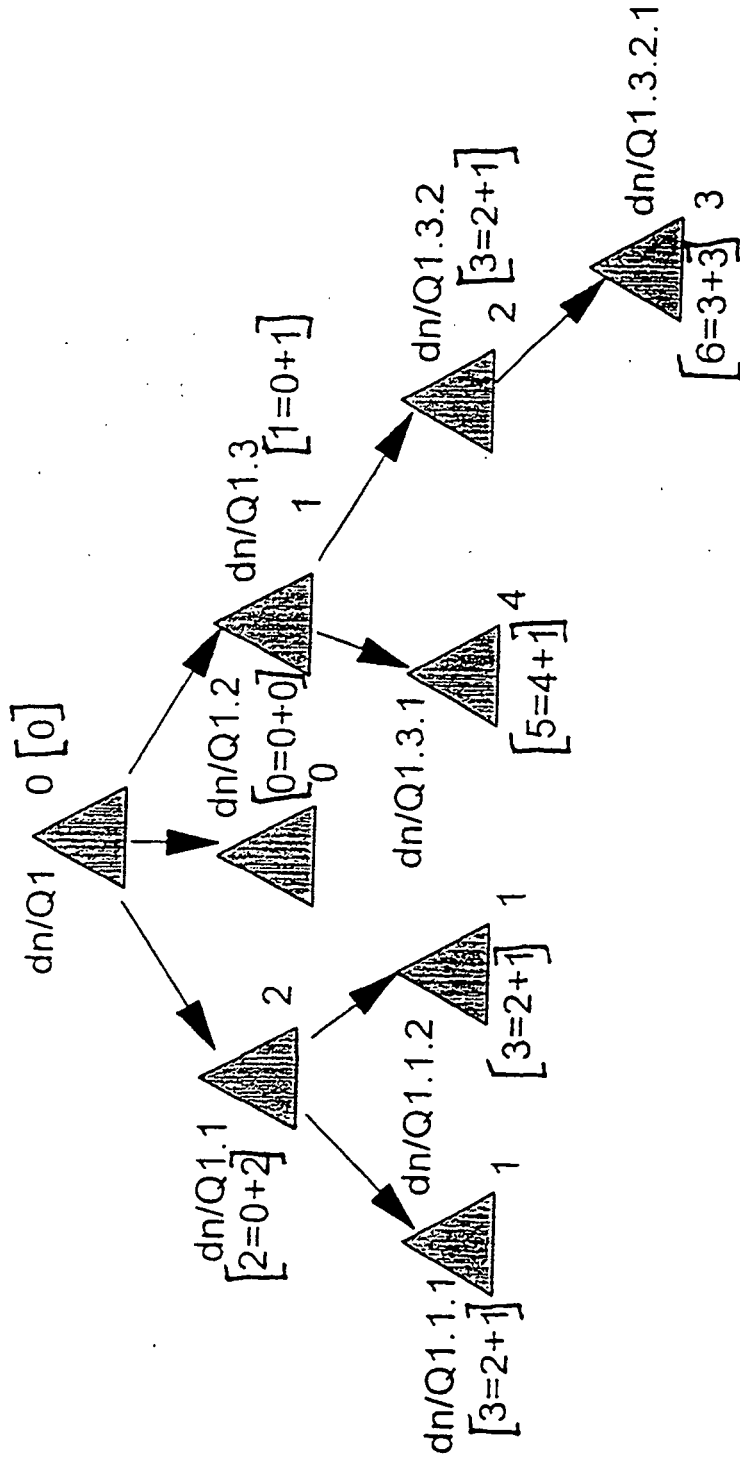 dn/Q1
0 [0]
dn/Q1.1
[2=0+2]
2
dn/Q1.2
[0=0+0]
0
dn/Q1.3
[1=0+1]
1
dn/Q1.1.1
[3=2+1]
1
dn/Q1.1.2
[3=2+1]
1
dn/Q1.3.1
[5=4+1]
4
dn/Q1.3.2
2 [3=2+1]
dn/Q1.3.2.1
[6=3+3]
3